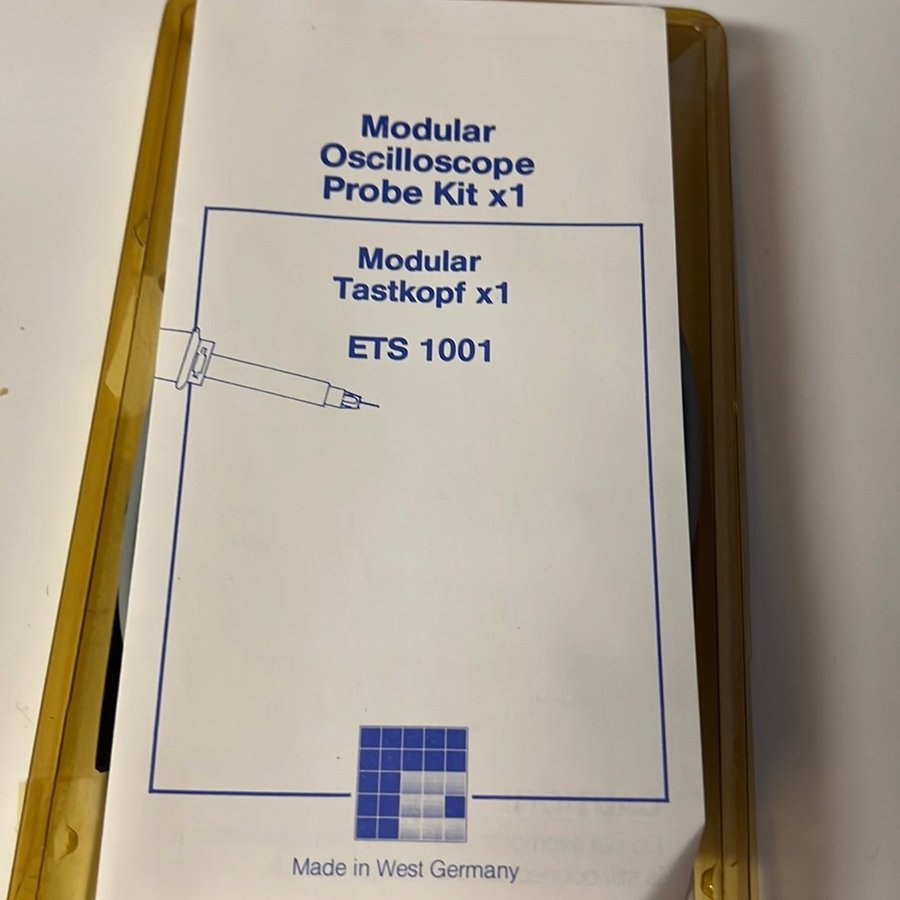 Modular
Oscilloscope
Probe Kit x1
Modular
Tastkopf x1
ETS 1001
Made in West Germany